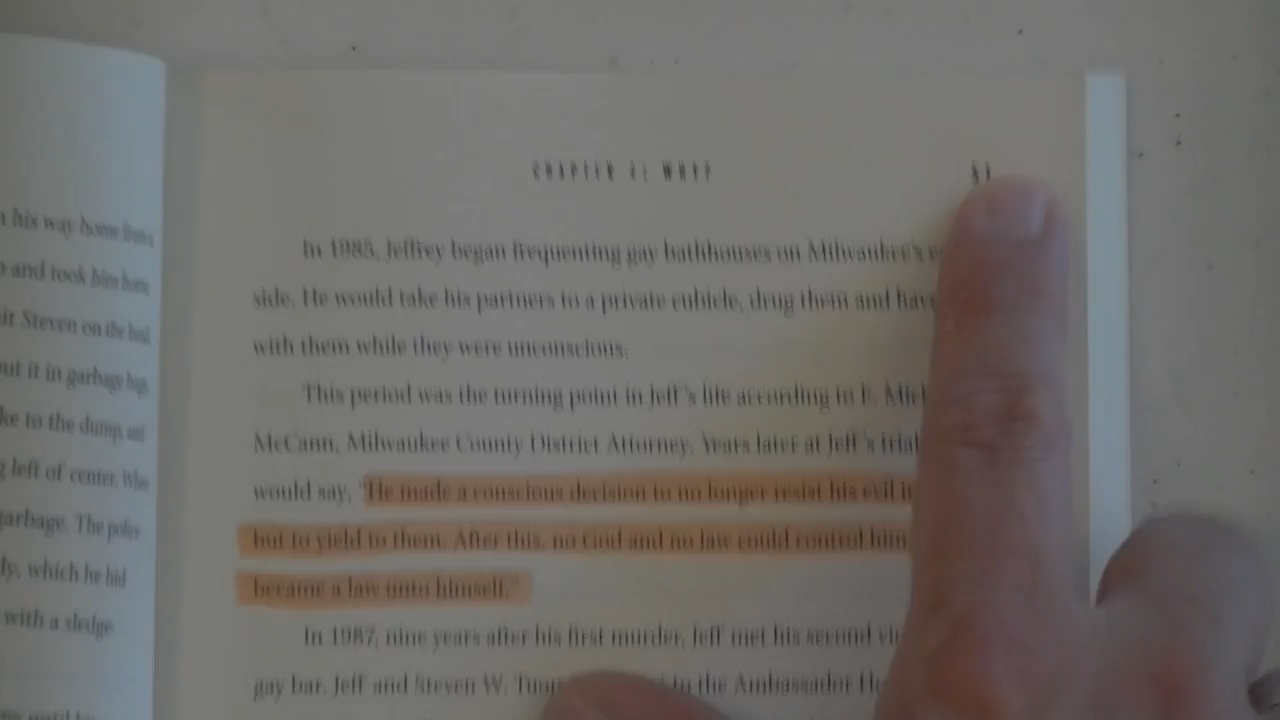 his way home from a
and took him home,
Steven on the head
put it in garbage bags
to the dump, and
left of center. When
garbage. The police
which he hid
with a sledge
CHAPTER 4: WHY?
In 1985, Jeffrey began frequenting gay bathhouses on Milwaukee's
side. He would take his partners to a private cubicle, drug them and have
with them while they were unconscious.
This period was the turning point in Jeff's life according to E.
McCann, Milwaukee County District Attorney. Years later at Jeff's trial
would say, "He made a conscious decision to no longer resist his evil
but to yield to them. After this, no God and no law could control him.
became a law unto himself."
In 1987, nine years after his first murder, Jeff met his second
gay bar. Jeff and Steven W. to the Ambassador